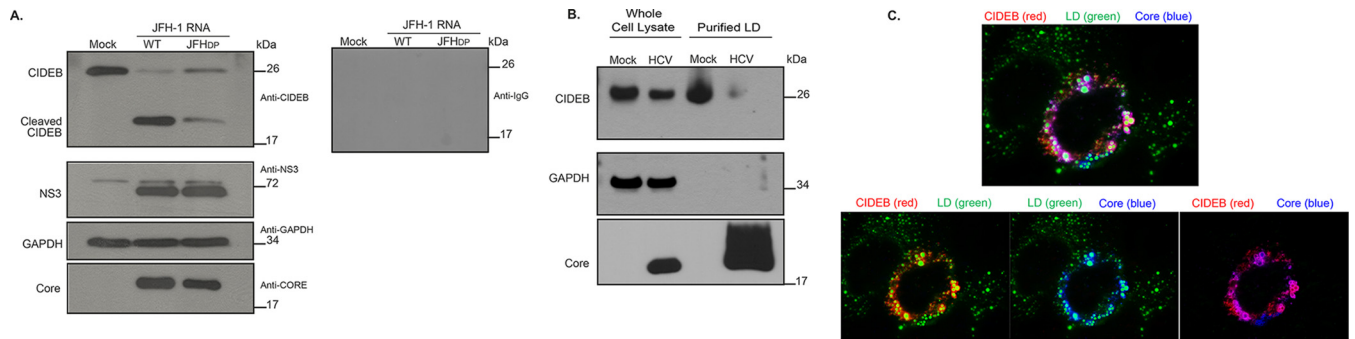 A.
JFH-1 RNA
Mock WT JFHDP kDa
CIDEB 26
Anti-CIDEB
Cleaved
CIDEB
17
Anti-NS3
72
NS3
Anti-GAPDH
GAPDH 34
Core Anti-CORE
17
JFH-1 RNA
Mock WT JFHDP kDa
26
Anti-IgG
17
B.
Whole
Cell Lysate Purified LD
Mock HCV Mock HCV kDa
CIDEB 26
GAPDH 34
Core
17
C.
CIDEB (red) LD (green) Core (blue)
CIDEB (red) LD (green) LD (green) Core (blue) CIDEB (red) Core (blue)